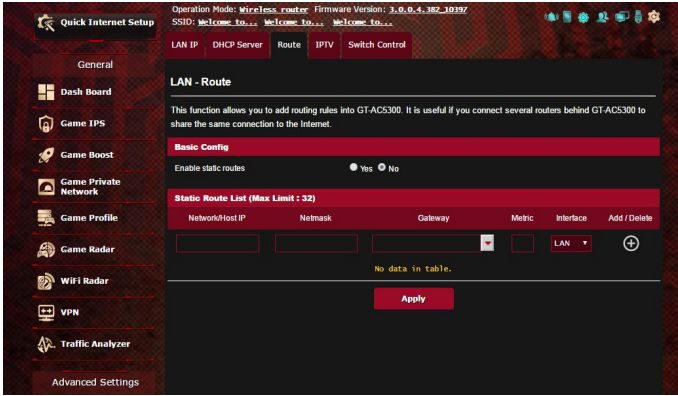 Quick Internet Setup
Operation Mode: Wireless router Firmware Version: 3.0.0.4.382_10397
SSID: Welcome to... Welcome to... Welcome to...
LAN IP DHCP Server Route IPTV Switch Control
General
Dash Board
Game IPS
Game Boost
Game Private
Network
Game Profile
Game Radar
WiFi Radar
VPN
Traffic Analyzer
Advanced Settings
LAN - Route
This function allows you to add routing rules into GT-AC5300. It is useful if you connect several routers behind GT-AC5300 to
share the same connection to the Internet.
Basic Config
Enable static routes Yes No
Static Route List (Max Limit : 32)
Network/Host IP Netmask Gateway Metric Interface Add / Delete
LAN
No data in table.
Apply